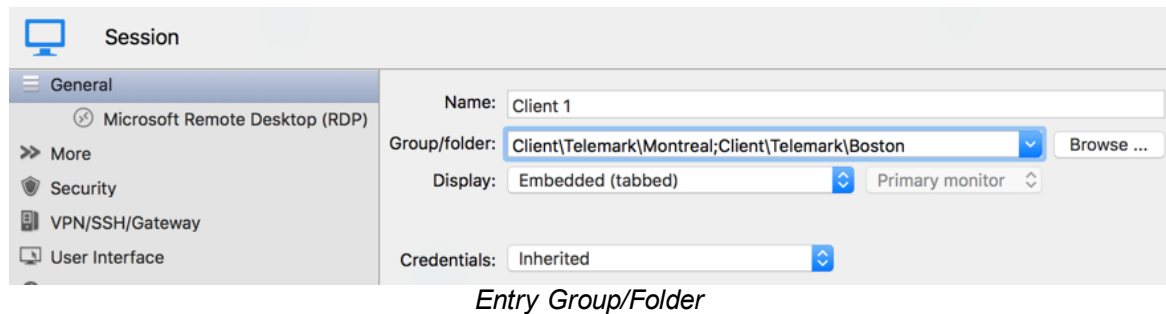 Session
General
Microsoft Remote Desktop (RDP)
More
Security
VPN/SSH/Gateway
User Interface
Name: Client 1
Group/folder: Client\Telemark\Montreal;Client\Telemark\Boston Browse ...
Display: Embedded (tabbed) Primary monitor
Credentials: Inherited
Entry Group/Folder